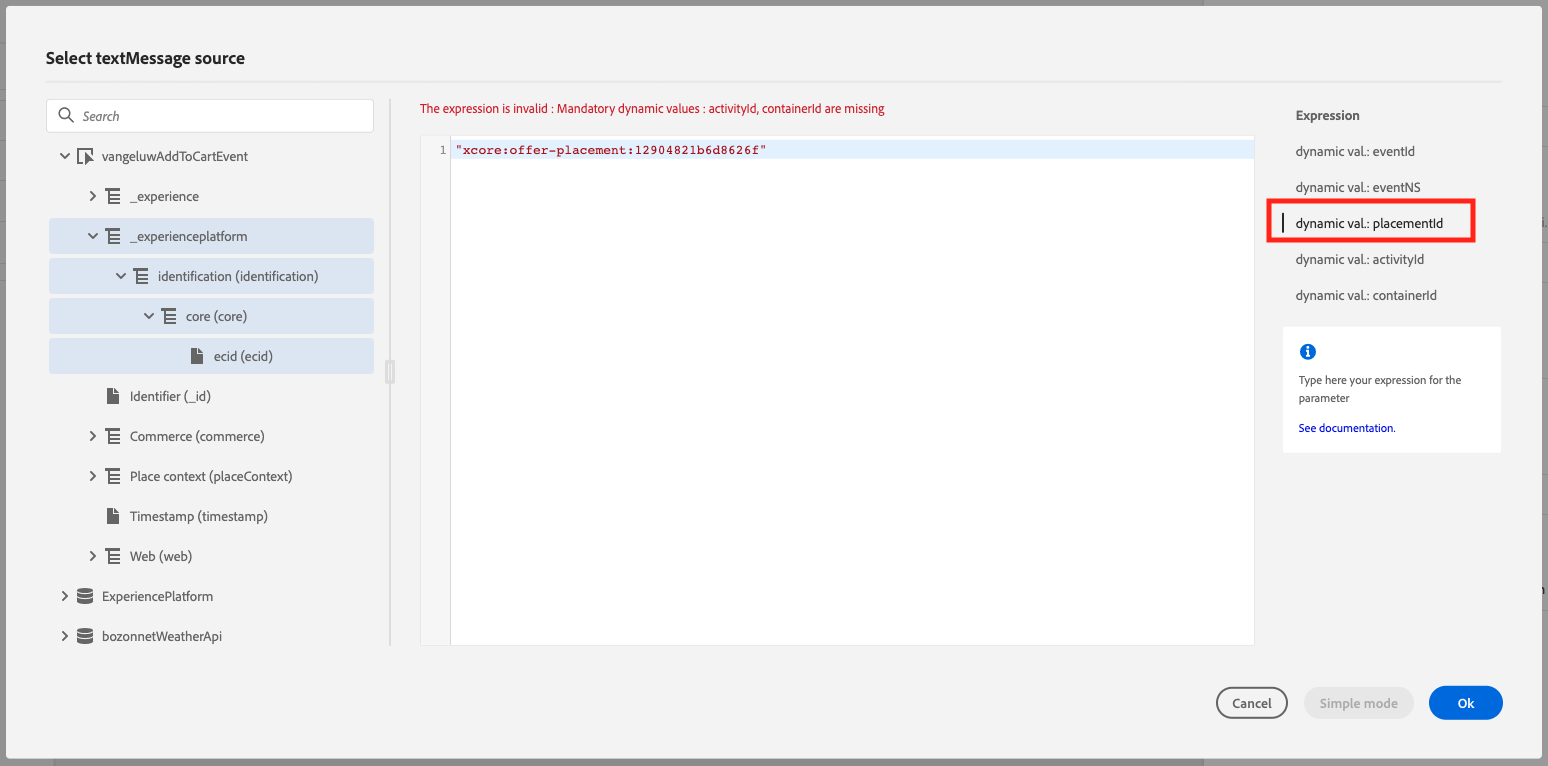 Select textMessage source
Search
vangeluwAddToCartEvent
_experience
_experienceplatform
identification (identification)
core (core)
ecid (ecid)
Identifier (_id)
Commerce (commerce)
Place context (placeContext)
Timestamp (timestamp)
Web (web)
ExperiencePlatform
bozonnetWeatherApi
The expression is invalid : Mandatory dynamic values : activityId, containerId are missing
1 "xcore:offer-placement:12904821b6d8626f"
Expression
dynamic val.: eventId
dynamic val.: eventNS
dynamic val.: placementId
dynamic val.: activityId
dynamic val.: containerId
Type here your expression for the
parameter
See documentation.
Cancel
Simple mode
Ok